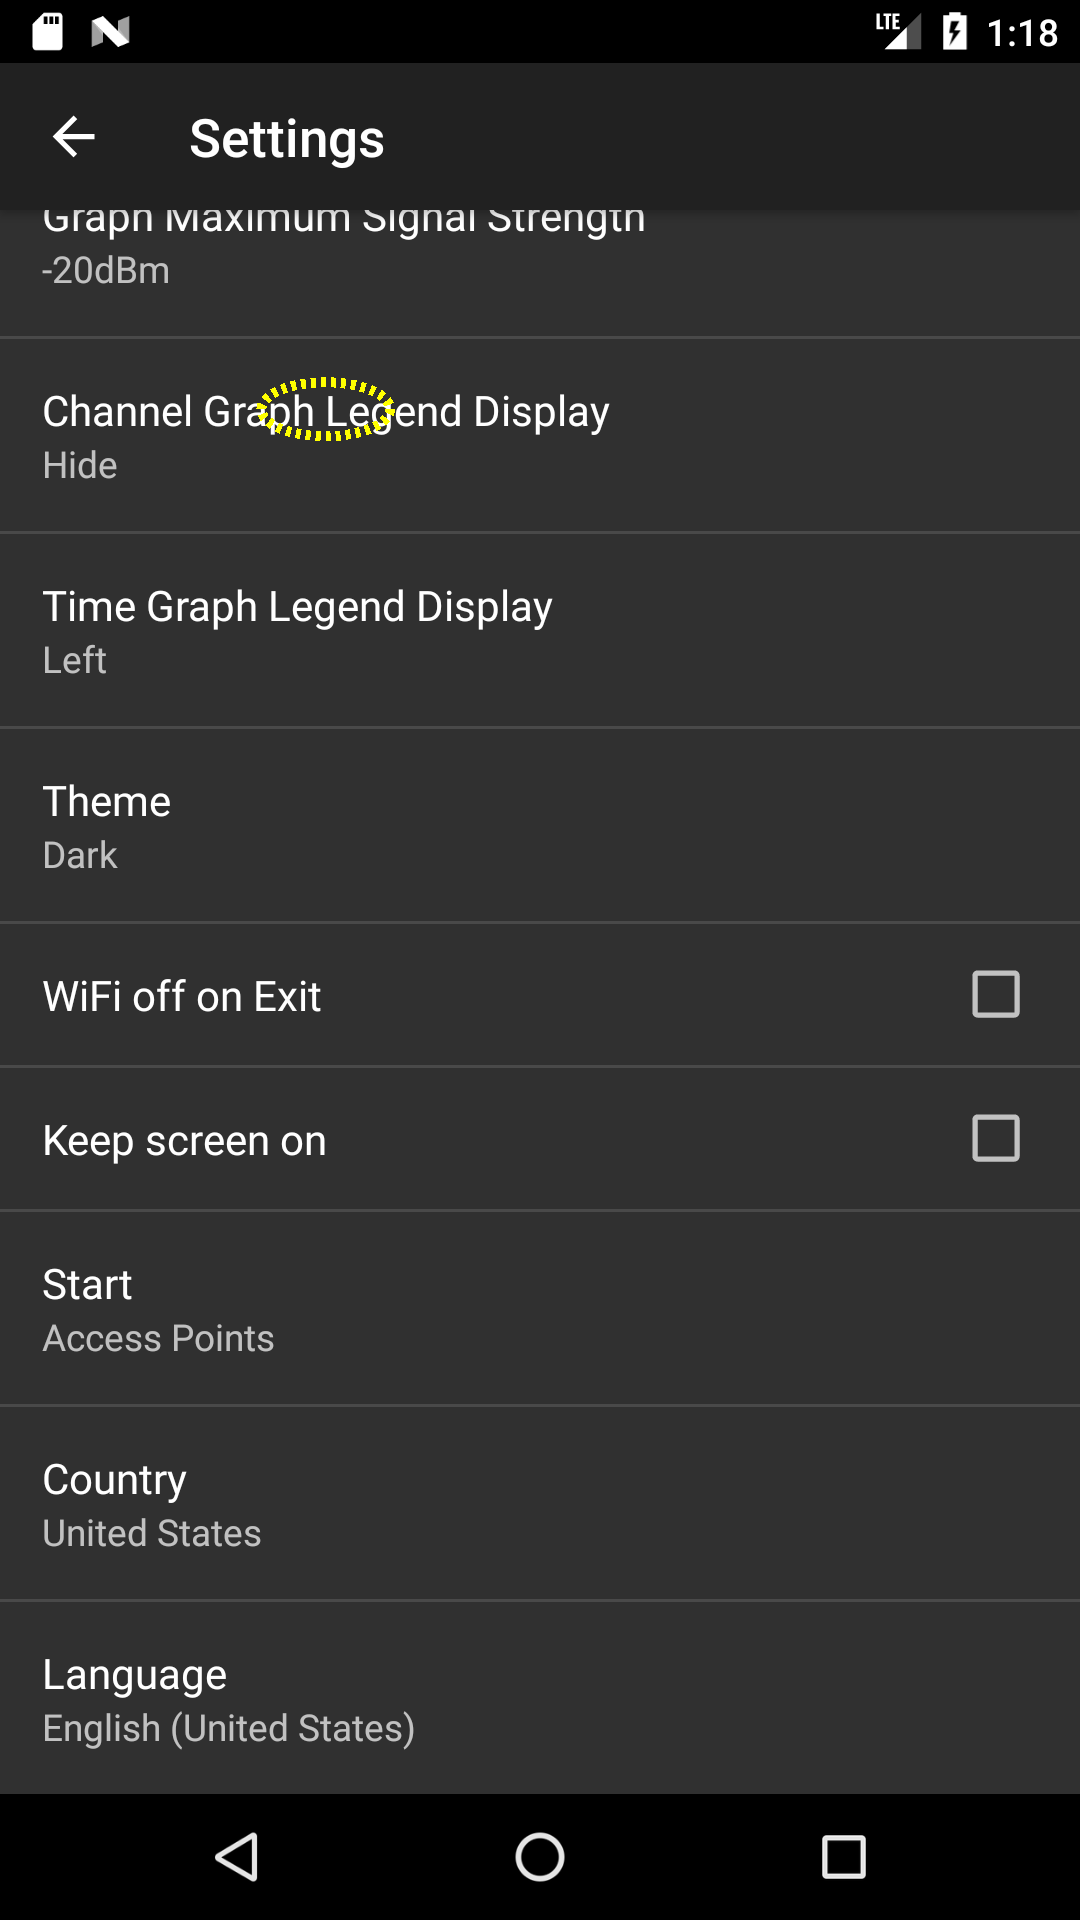 LTE 1:18
Settings
Graph Maximum Signal Strength
-20dBm
Channel Graph Legend Display
Hide
Time Graph Legend Display
Left
Theme
Dark
WiFi off on Exit
Keep screen on
Start
Access Points
Country
United States
Language
English (United States)